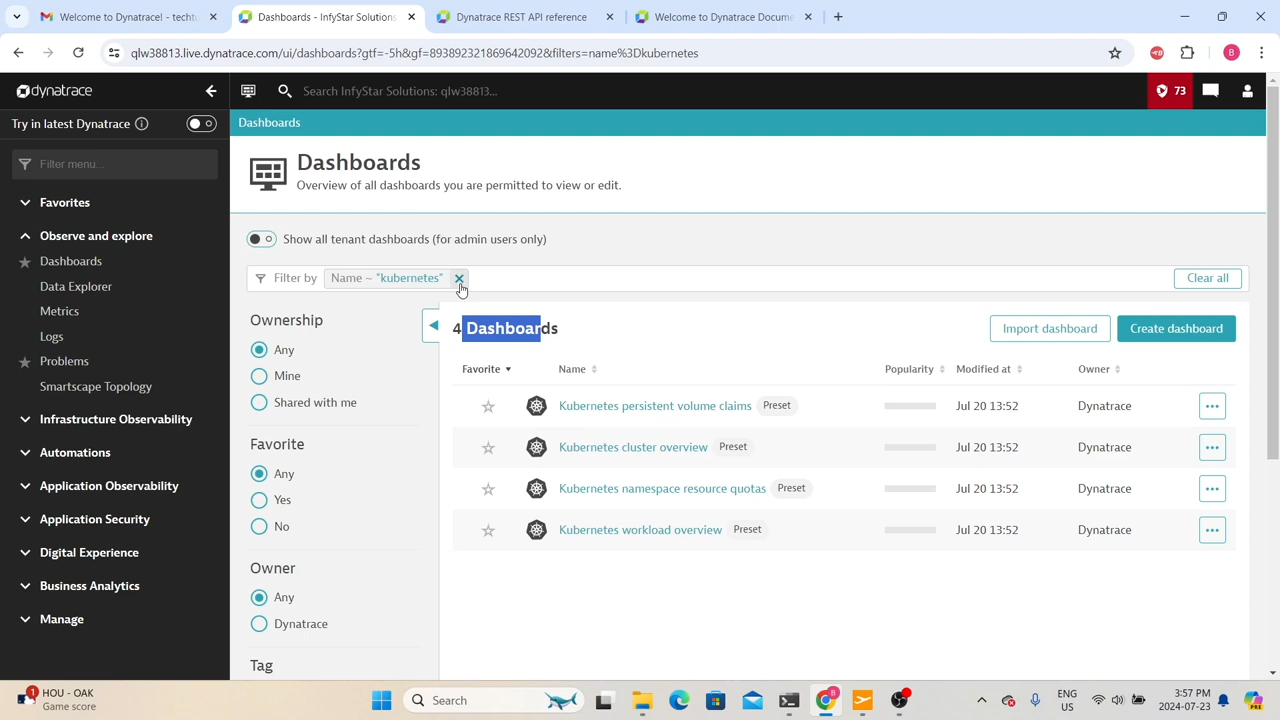 Welcome to Dynatrace! - techtu
Dashboards - InfyStar Solutions
Dynatrace REST API reference
Welcome to Dynatrace Docume
qlw38813.live.dynatrace.com/ui/dashboards?gtf=-5h&gf=893892321869642092&filters=name%3Dkubernetes
B
dynatrace
Search InfyStar Solutions: qlw38813...
73
Try in latest Dynatrace
Dashboards
Filter menu...
Dashboards
Overview of all dashboards you are permitted to view or edit.
Favorites
Observe and explore
Dashboards
Data Explorer
Metrics
Logs
Problems
Smartscape Topology
Infrastructure Observability
Automations
Application Observability
Application Security
Digital Experience
Business Analytics
Manage
Show all tenant dashboards (for admin users only)
Filter by Name ~ "kubernetes"
Clear all
Ownership
Any
Mine
Shared with me
Favorite
Any
Yes
No
Owner
Any
Dynatrace
Tag
4 Dashboards
Import dashboard
Create dashboard
Favorite Name Popularity Modified at Owner
Kubernetes persistent volume claims Preset Jul 20 13:52 Dynatrace
Kubernetes cluster overview Preset Jul 20 13:52 Dynatrace
Kubernetes namespace resource quotas Preset Jul 20 13:52 Dynatrace
Kubernetes workload overview Preset Jul 20 13:52 Dynatrace
1
HOU - OAK
Game score
Search
B
ENG
US
3:57 PM
2024-07-23
PRE